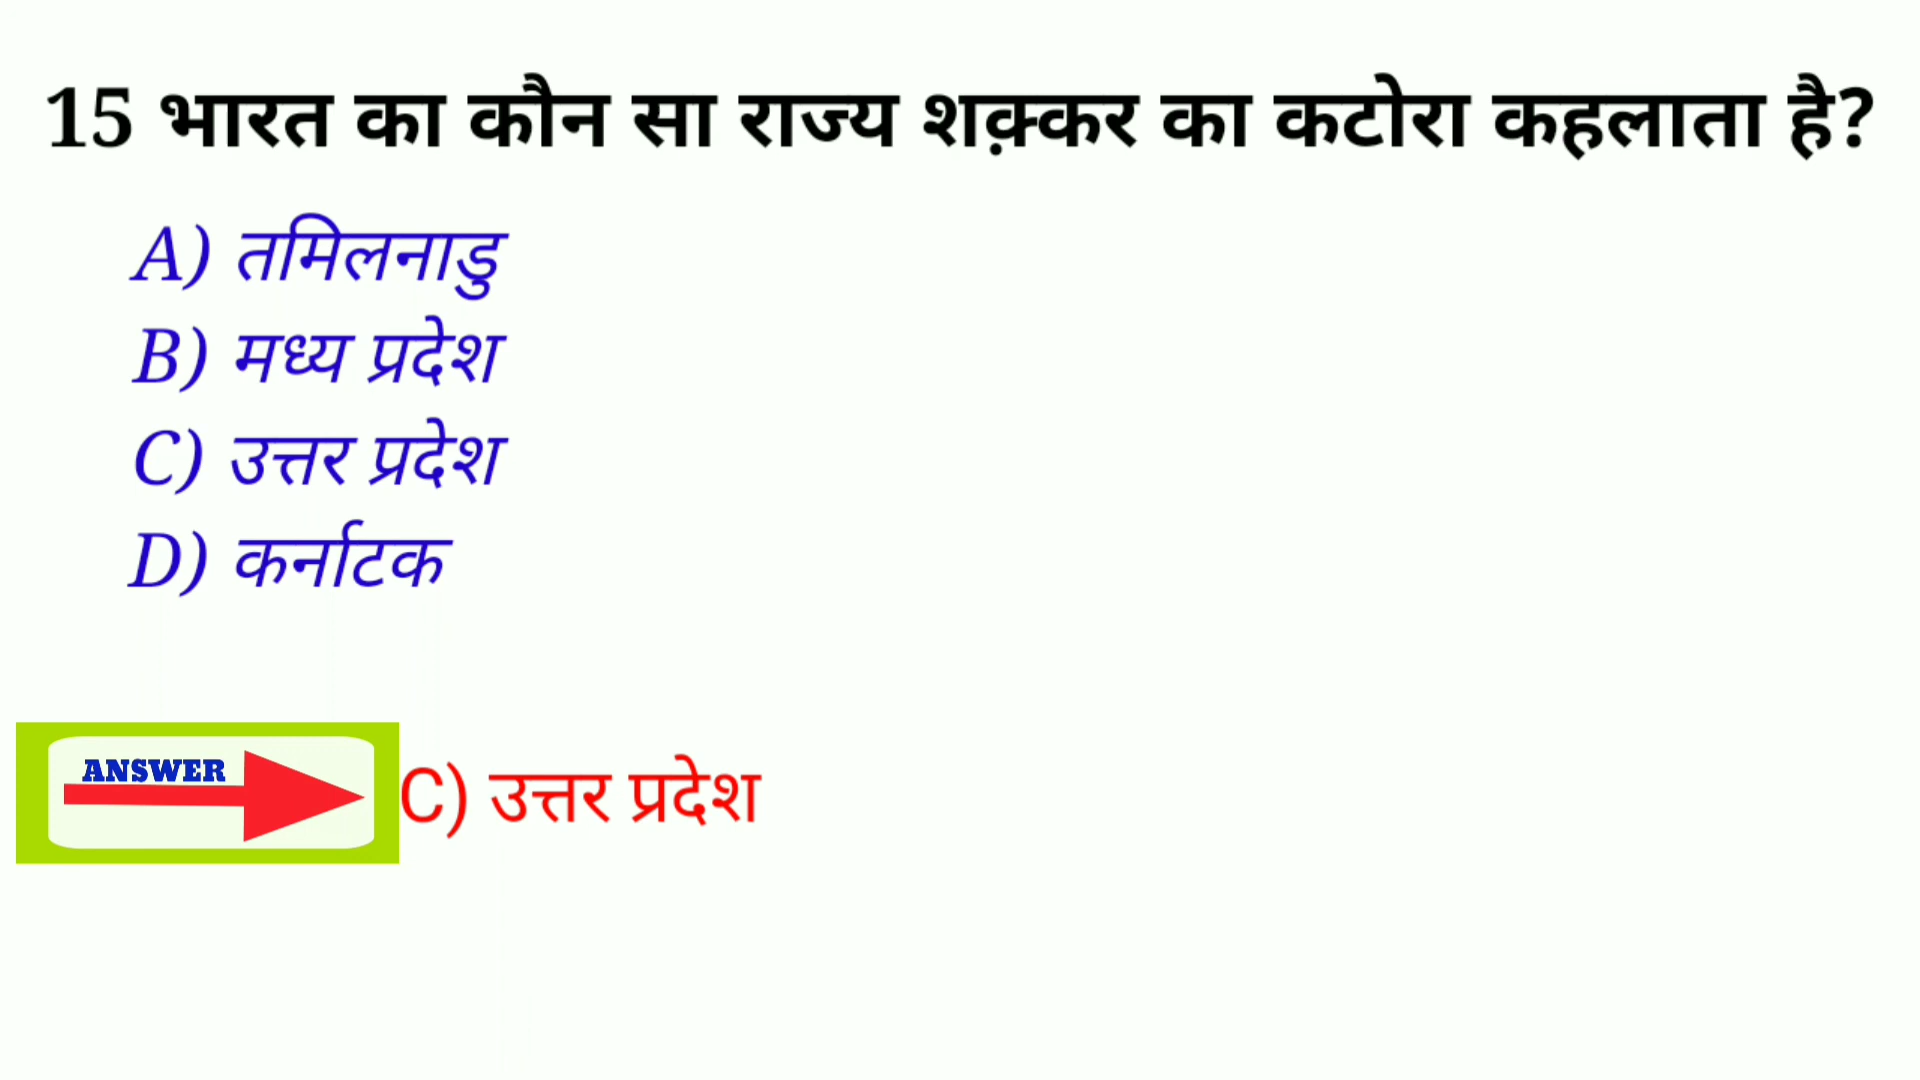 15 भारत का कौन सा राज्य शक़्कर का कटोरा कहलाता है?
A) तमिलनाडु
B) मध्य प्रदेश
C) उत्तर प्रदेश
D) कर्नाटक
ANSWER C) उत्तर प्रदेश